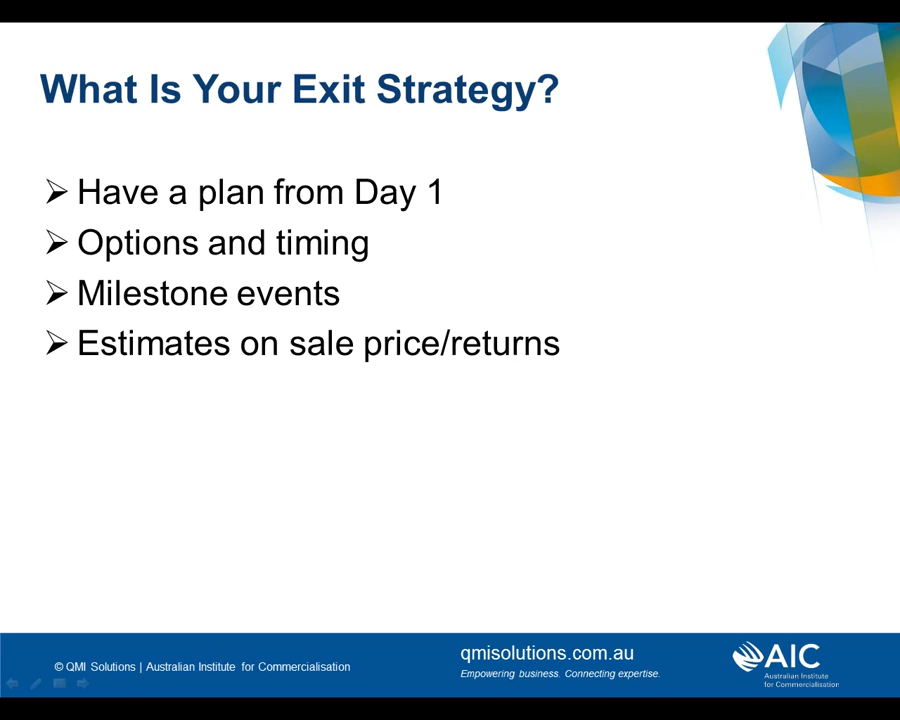 What Is Your Exit Strategy?
➢ Have a plan from Day 1
➢ Options and timing
➢ Milestone events
➢ Estimates on sale price/returns
© QMI Solutions | Australian Institute for Commercialisation
qmisolutions.com.au
Empowering business. Connecting expertise.
AIC
Australian Institute
for Commercialisation